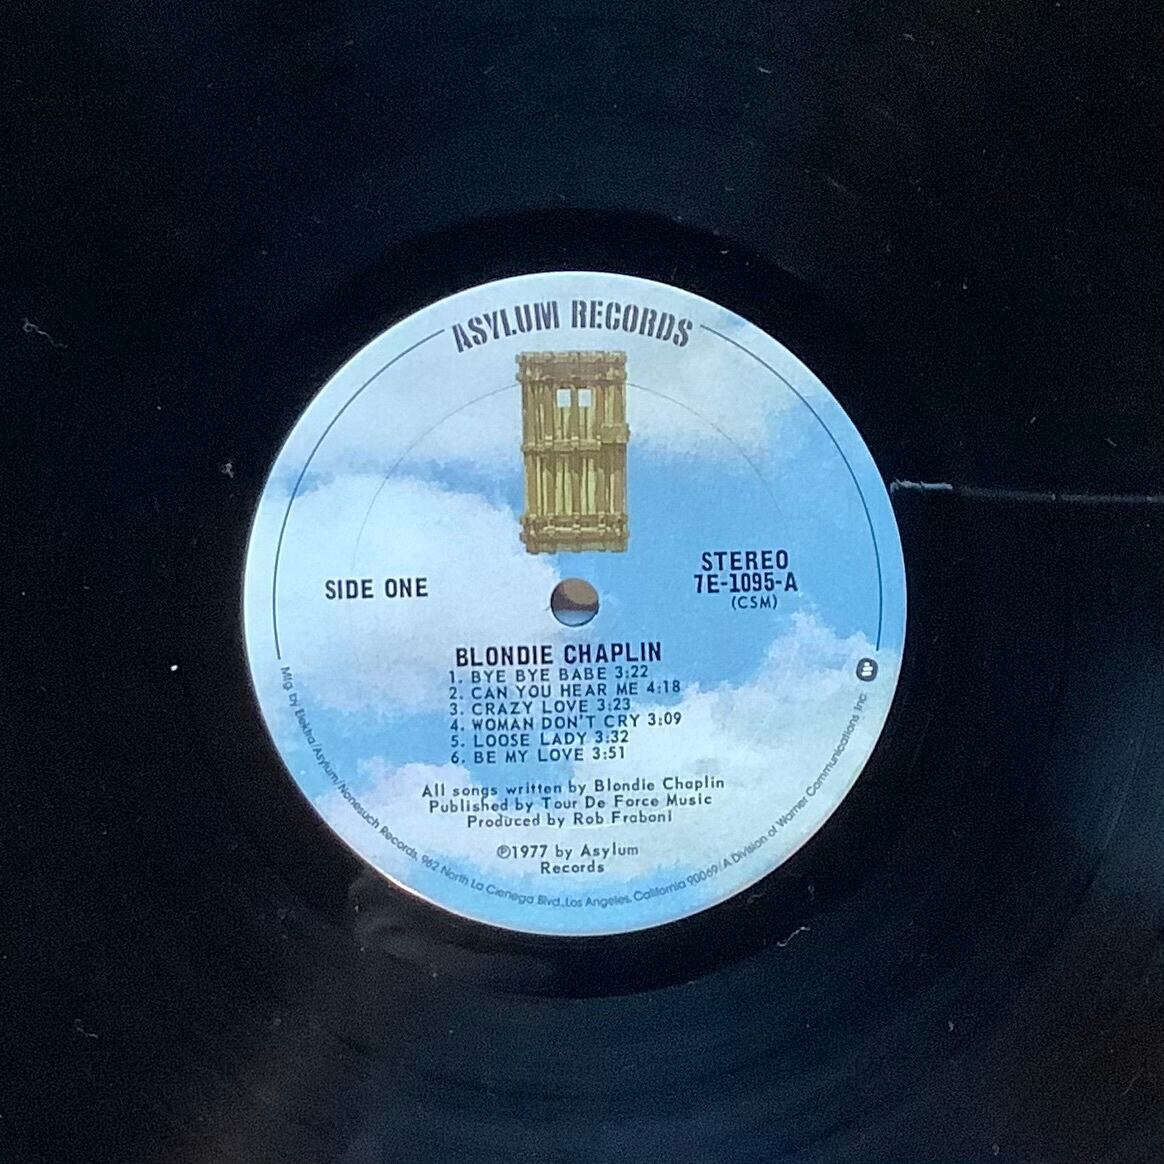 ASYLUM RECORDS
SIDE ONE
STEREO
7E-1095-A
(CSM)
BLONDIE CHAPLIN
1. BYE BYE BABE 3:22
2. CAN YOU HEAR ME 4:18
3. CRAZY LOVE 3:23
4. WOMAN DON'T CRY 3:09
5. LOOSE LADY 3:32
6. BE MY LOVE 3:51
All songs written by Blondie Chaplin
Published by Tour De Force Music
Produced by Rob Fraboni
℗1977 by Asylum
Records
Mfg. by Elektra/Asylum/Nonesuch Records, 962 North La Cienega Blvd., Los Angeles, California 90069/A Division of Warner Communications Inc.